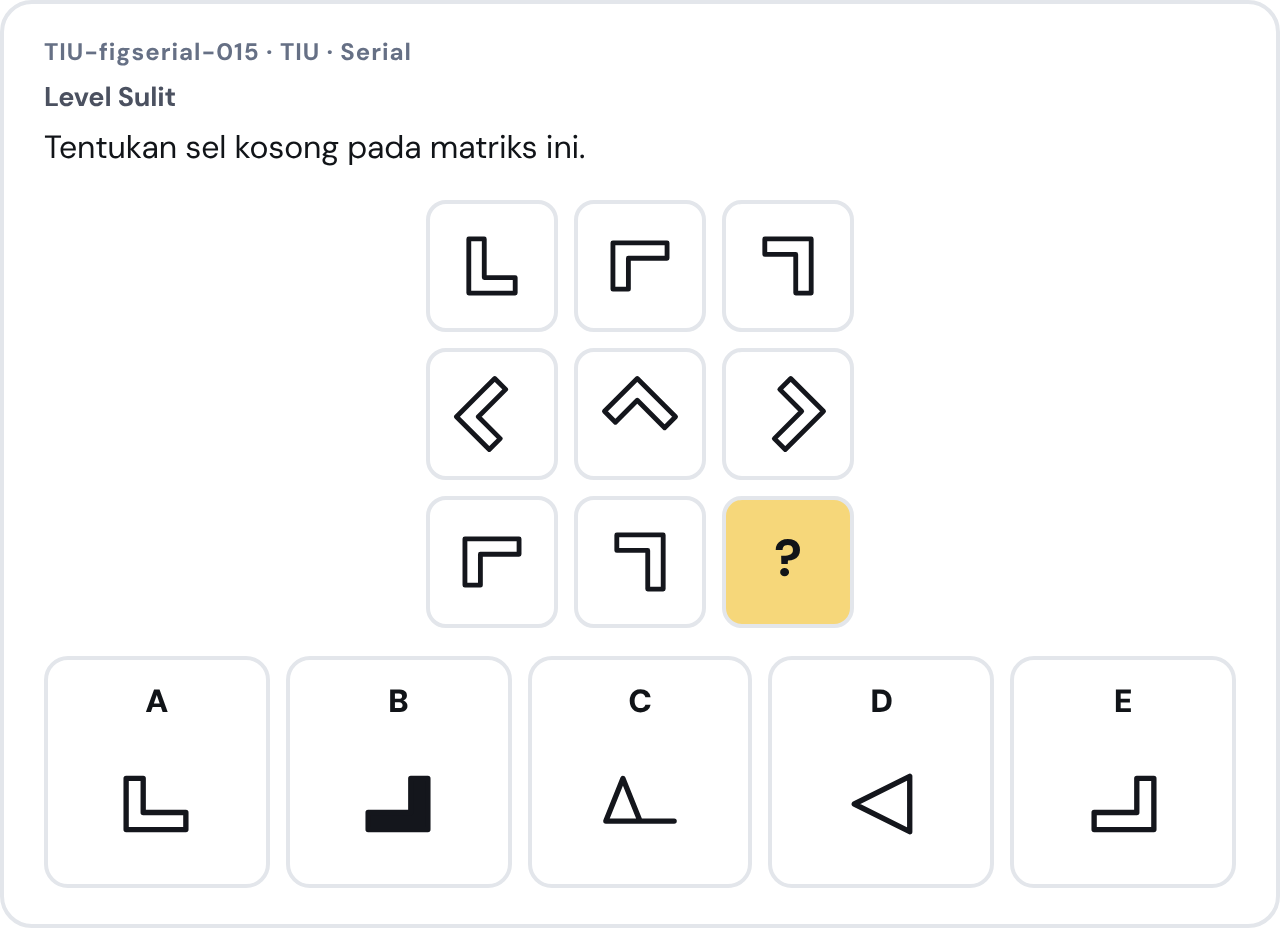 TIU-figserial-015 · TIU · Serial
Level Sulit
Tentukan sel kosong pada matriks ini.
?
A B C D E